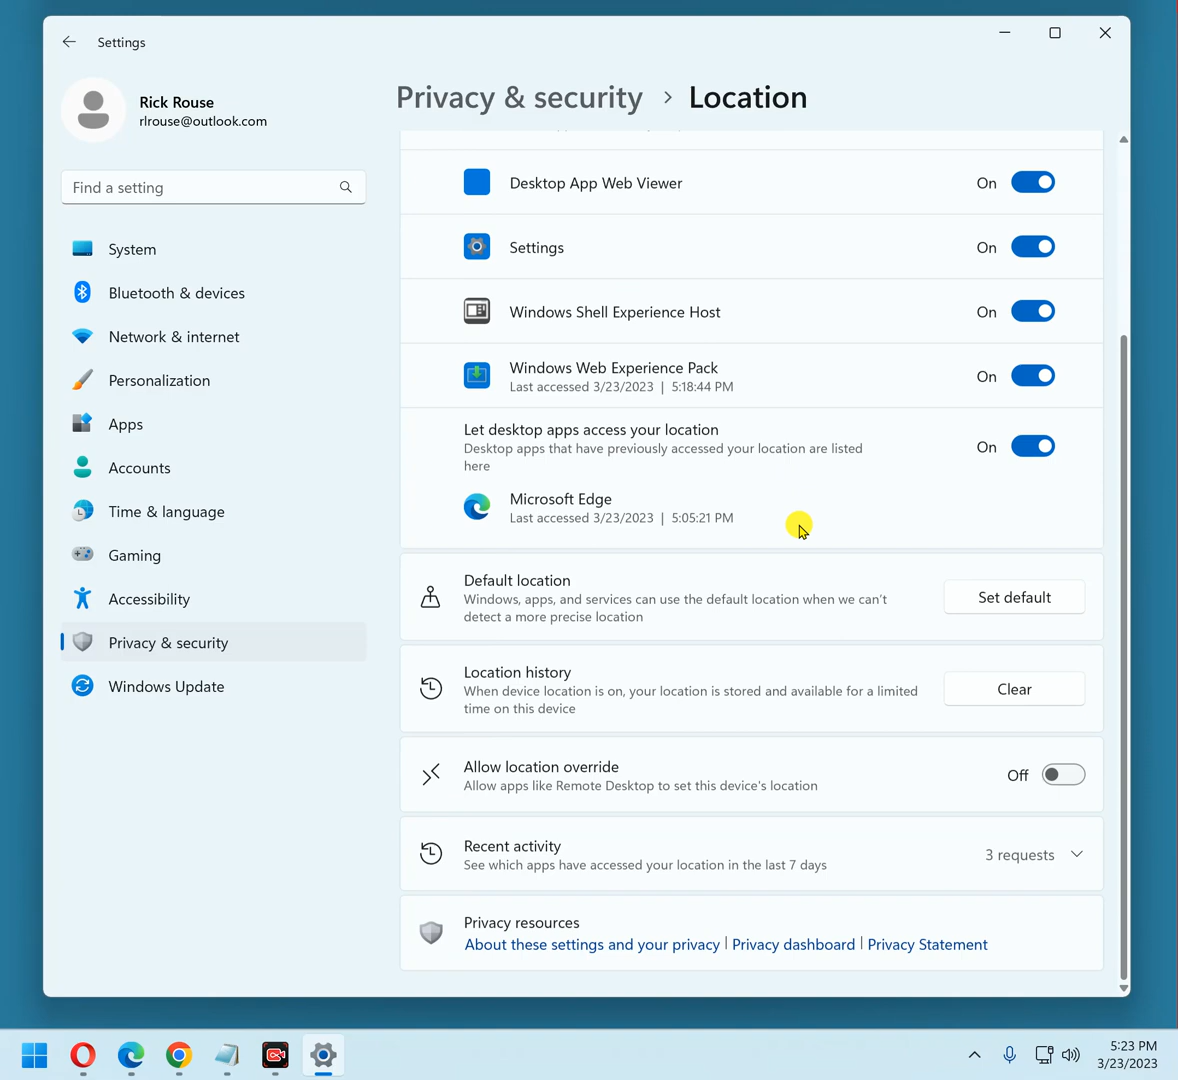 Settings
Rick Rouse
rlrouse@outlook.com
Find a setting
System
Bluetooth & devices
Network & internet
Personalization
Apps
Accounts
Time & language
Gaming
Accessibility
Privacy & security
Windows Update
Privacy & security > Location
Desktop App Web Viewer
On
Settings
On
Windows Shell Experience Host
On
Windows Web Experience Pack
Last accessed 3/23/2023 | 5:18:44 PM
On
Let desktop apps access your location
Desktop apps that have previously accessed your location are listed
here
On
Microsoft Edge
Last accessed 3/23/2023 | 5:05:21 PM
Default location
Windows, apps, and services can use the default location when we can't
detect a more precise location
Set default
Location history
When device location is on, your location is stored and available for a limited
time on this device
Clear
Allow location override
Allow apps like Remote Desktop to set this device's location
Off
Recent activity
See which apps have accessed your location in the last 7 days
3 requests
Privacy resources
About these settings and your privacy | Privacy dashboard | Privacy Statement
5:23 PM
3/23/2023